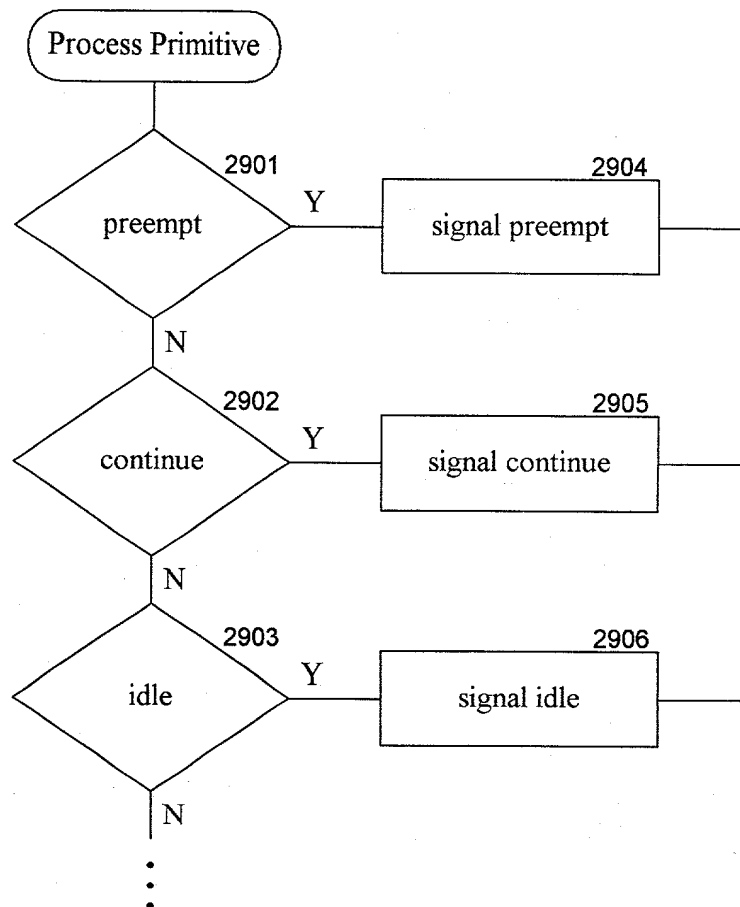 Process Primitive
2901
preempt
Y
2904
signal preempt
N
2902
continue
Y
2905
signal continue
N
2903
idle
Y
2906
signal idle
N